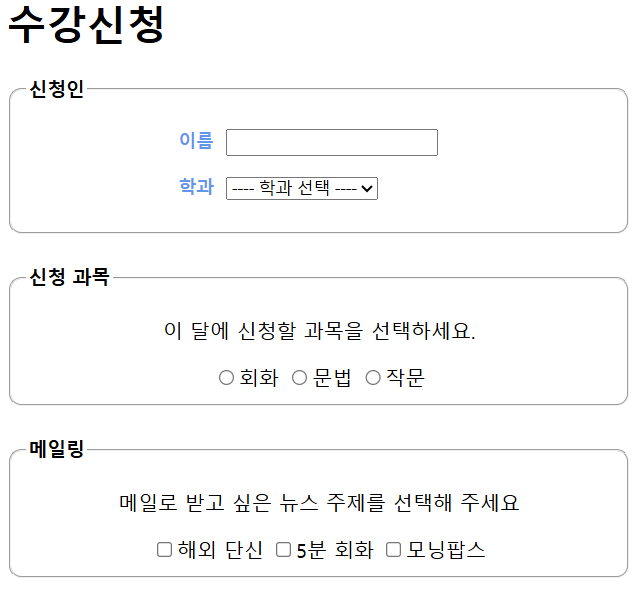 수강신청
신청인
이름
학과 ---- 학과 선택 ----
신청 과목
이 달에 신청할 과목을 선택하세요.
회화 문법 작문
메일링
메일로 받고 싶은 뉴스 주제를 선택해 주세요
해외 단신 5분 회화 모닝팝스